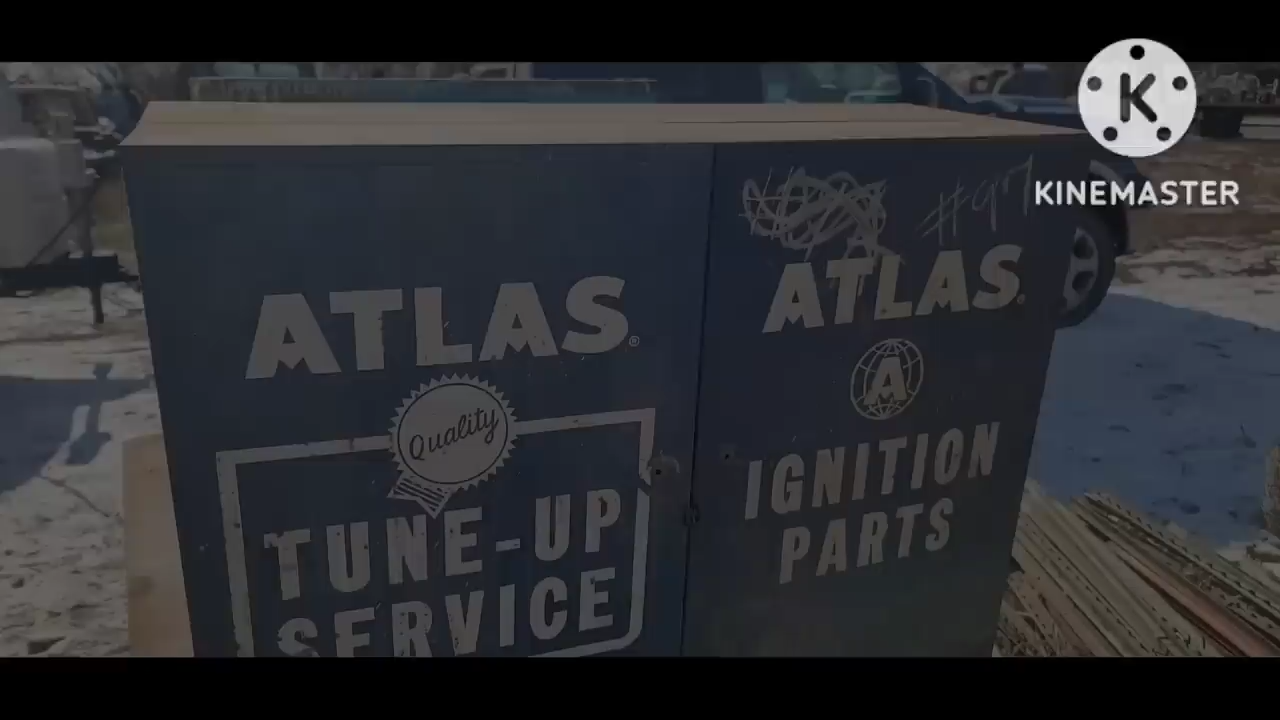 K
KINEMASTER
#97
ATLAS®
Quality
TUNE-UP
SERVICE
ATLAS®
A
IGNITION
PARTS